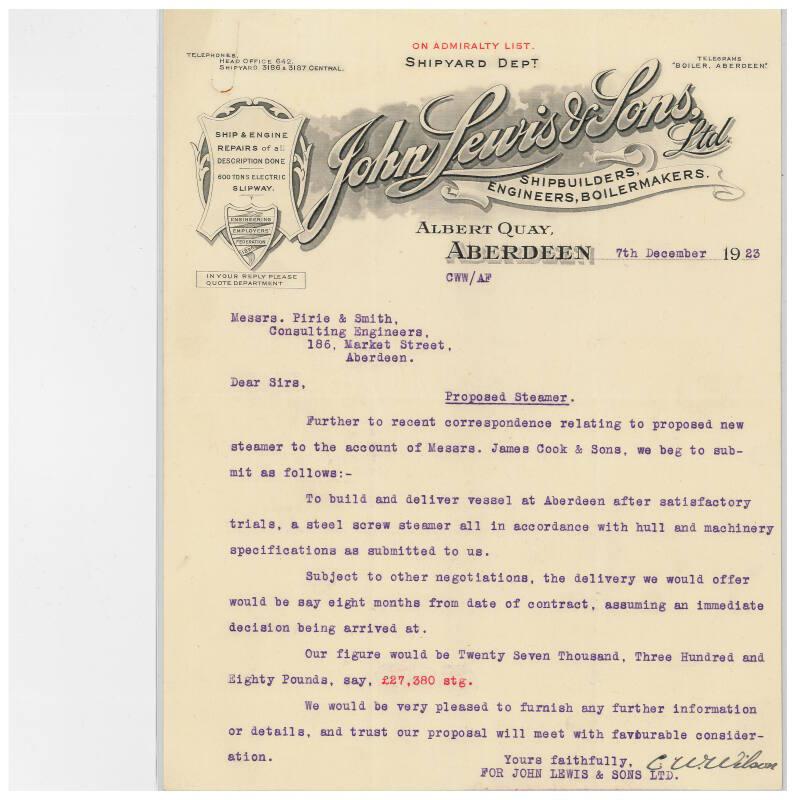 ON ADMIRALTY LIST.
TELEPHONES,
HEAD OFFICE 642.
SHIPYARD, 3186 & 3187 CENTRAL.
SHIPYARD DEPT
TELEGRAMS
"BOILER, ABERDEEN"
SHIP & ENGINE
REPAIRS of all
DESCRIPTION DONE
600 TONS ELECTRIC
SLIPWAY.
ENGINEERING
EMPLOYERS'
FEDERATION
John Lewis & Sons, Ltd.
SHIPBUILDERS,
ENGINEERS, BOILERMAKERS.
ALBERT QUAY,
ABERDEEN 7th December 1923
IN YOUR REPLY PLEASE
QUOTE DEPARTMENT
CWW/AF
Messrs. Pirie & Smith,
Consulting Engineers,
186, Market Street,
Aberdeen.
Dear Sirs,
Proposed Steamer.
Further to recent correspondence relating to proposed new
steamer to the account of Messrs. James Cook & Sons, we beg to sub-
mit as follows:-
To build and deliver vessel at Aberdeen after satisfactory
trials, a steel screw steamer all in accordance with hull and machinery
specifications as submitted to us.
Subject to other negotiations, the delivery we would offer
would be say eight months from date of contract, assuming an immediate
decision being arrived at.
Our figure would be Twenty Seven Thousand, Three Hundred and
Eighty Pounds, say, £27,380 stg.
We would be very pleased to furnish any further information
or details, and trust our proposal will meet with favourable consider-
ation.
Yours faithfully, C. W. Wilson
FOR JOHN LEWIS & SONS LTD.